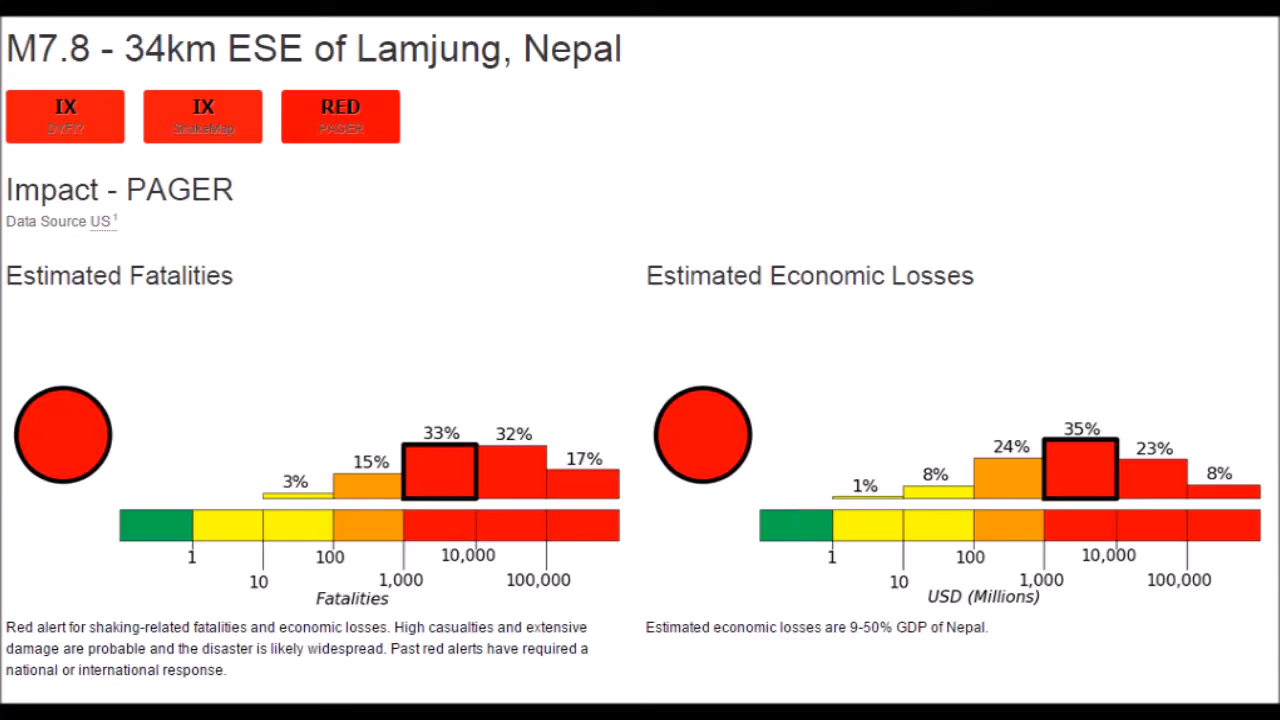 M7.8 - 34km ESE of Lamjung, Nepal
IX IX RED
DYFI? ShakeMap PAGER
Impact - PAGER
Data Source US 1
Estimated Fatalities
3% 15% 33% 32% 17%
1 100 10,000
10 1,000 100,000
Fatalities
Red alert for shaking-related fatalities and economic losses. High casualties and extensive
damage are probable and the disaster is likely widespread. Past red alerts have required a
national or international response.
Estimated Economic Losses
1% 8% 24% 35% 23% 8%
1 100 10,000
10 1,000 100,000
USD (Millions)
Estimated economic losses are 9-50% GDP of Nepal.